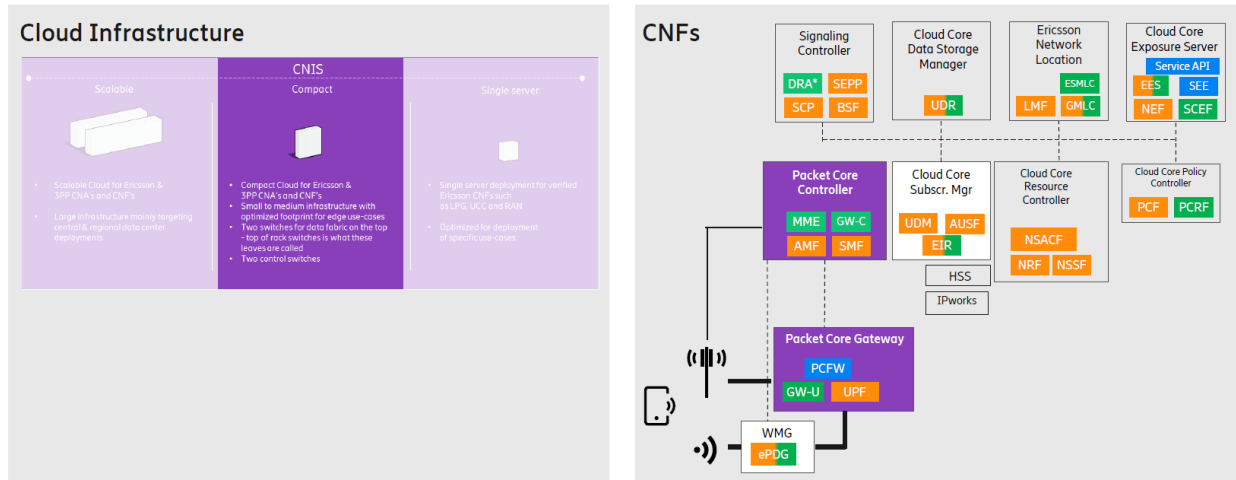 Cloud Infrastructure
CNIS
Scalable
Compact
Single server
• Scalable Cloud for Ericsson &
3PP CNA's and CNF's
• Large infrastructure mainly targeting
central & regional data center
deployments
• Compact Cloud for Ericsson &
3PP CNA's and CNF's
• Small to medium infrastructure with
optimized footprint for edge use-cases
• Two switches for data fabric on the top
- top of rack switches is what these
leaves are called
• Two control switches
• Single server deployment for verified
Ericsson CNFs such
as LPG, UCC and RAN
• Optimized for deployment
of specific use-cases
CNFs
Signaling
Controller
DRA*
SEPP
SCP
BSF
Cloud Core
Data Storage
Manager
UDR
Ericsson
Network
Location
ESMLC
LMF
GMLC
Cloud Core
Exposure Server
Service API
EES
SEE
NEF
SCEF
Packet Core
Controller
MME
GW-C
AMF
SMF
Cloud Core
Subscr. Mgr
UDM
AUSF
EIR
HSS
IPworks
Cloud Core
Resource
Controller
NSACF
NRF
NSSF
Cloud Core Policy
Controller
PCF
PCRF
Packet Core Gateway
PCFW
GW-U
UPF
WMG
ePDG